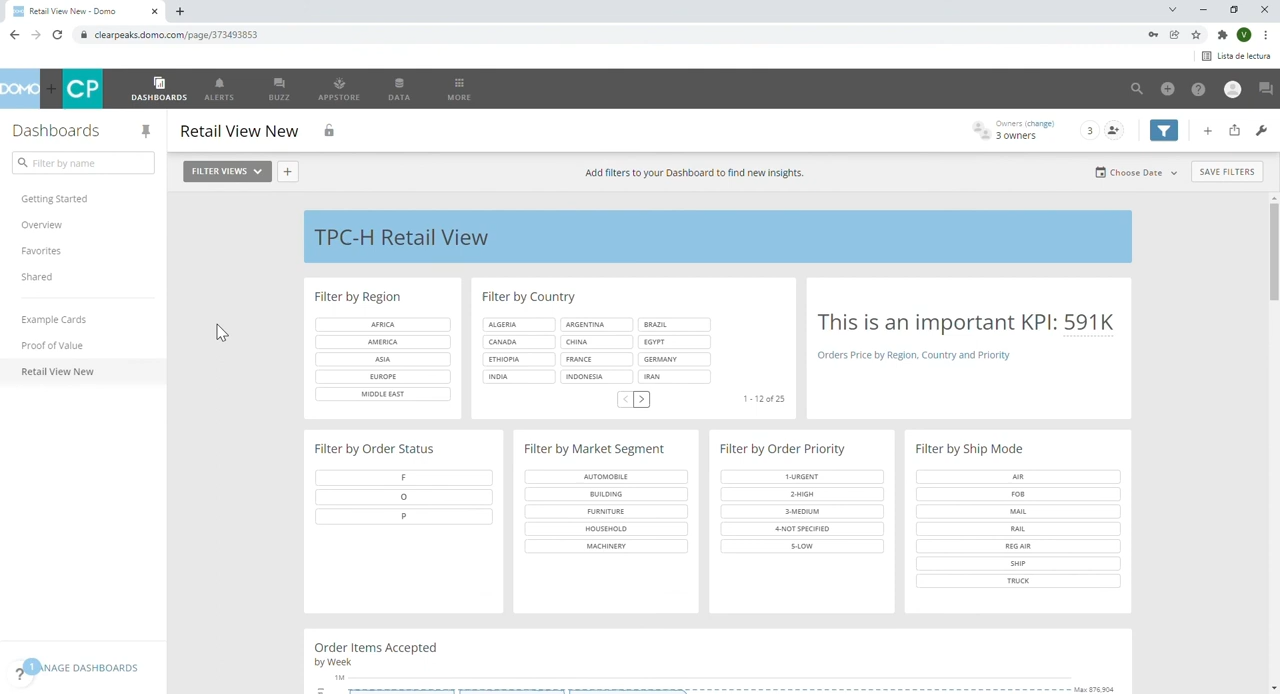 Retail View New - Domo
clearpeaks.domo.com/page/373493853
V
Lista de lectura
DOMO
CP
DASHBOARDS
ALERTS
BUZZ
APPSTORE
DATA
MORE
Dashboards
Retail View New
Owners (change)
3 owners
3
Filter by name
FILTER VIEWS
Add filters to your Dashboard to find new insights.
Choose Date
SAVE FILTERS
Getting Started
Overview
Favorites
Shared
Example Cards
Proof of Value
Retail View New
TPC-H Retail View
Filter by Region
AFRICA
AMERICA
ASIA
EUROPE
MIDDLE EAST
Filter by Country
ALGERIA ARGENTINA BRAZIL
CANADA CHINA EGYPT
ETHIOPIA FRANCE GERMANY
INDIA INDONESIA IRAN
1 - 12 of 25
This is an important KPI: 591K
Orders Price by Region, Country and Priority
Filter by Order Status
F
O
P
Filter by Market Segment
AUTOMOBILE
BUILDING
FURNITURE
HOUSEHOLD
MACHINERY
Filter by Order Priority
1-URGENT
2-HIGH
3-MEDIUM
4-NOT SPECIFIED
5-LOW
Filter by Ship Mode
AIR
FOB
MAIL
RAIL
REG AIR
SHIP
TRUCK
Order Items Accepted
by Week
1M
Max 876,904
? 1 ANAGE DASHBOARDS